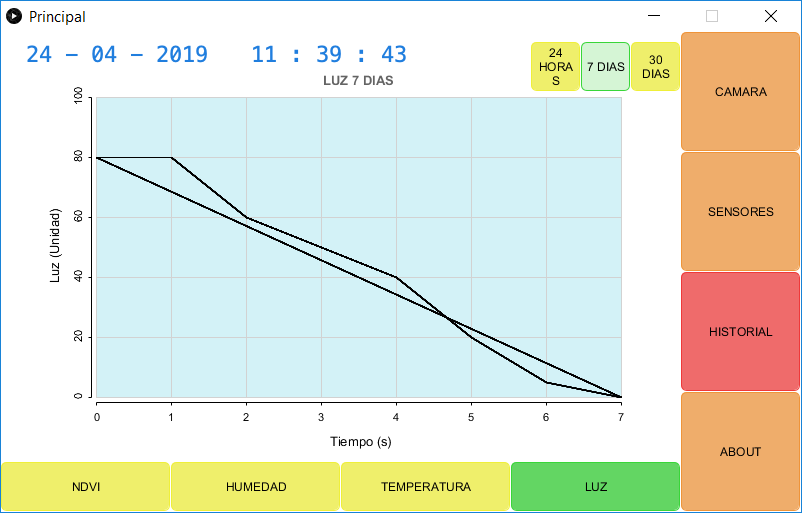 Principal
24 - 04 - 2019 11 : 39 : 43
24
HORA
S
7 DIAS
30
DIAS
LUZ 7 DIAS
CAMARA
SENSORES
HISTORIAL
ABOUT
Luz (Unidad)
100
80
60
40
20
0
0 1 2 3 4 5 6 7
Tiempo (s)
NDVI HUMEDAD TEMPERATURA LUZ